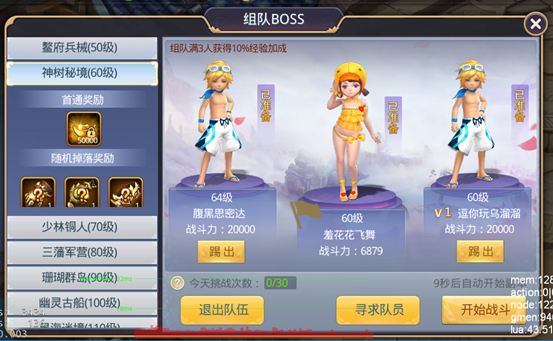 组队BOSS
鳌府兵械(50级)
神树秘境(60级)
首通奖励
50000
随机掉落奖励
少林铜人(70级)
三藩军营(80级)
珊瑚群岛(90级)
幽灵古船(100级)
组队满3人获得10%经验加成
已准备
已准备
已准备
64级
腹黑思密达
战斗力：20000
踢出
60级
羞花花飞舞
战斗力：6879
60级
V1 逗你玩乌溜溜
战斗力：20000
踢出
? 今天挑战次数：0/30
9秒后自动开始
退出队伍
寻求队员
开始战斗
mem:128
action:0|0
node:122
gmen:940
lua:43.51